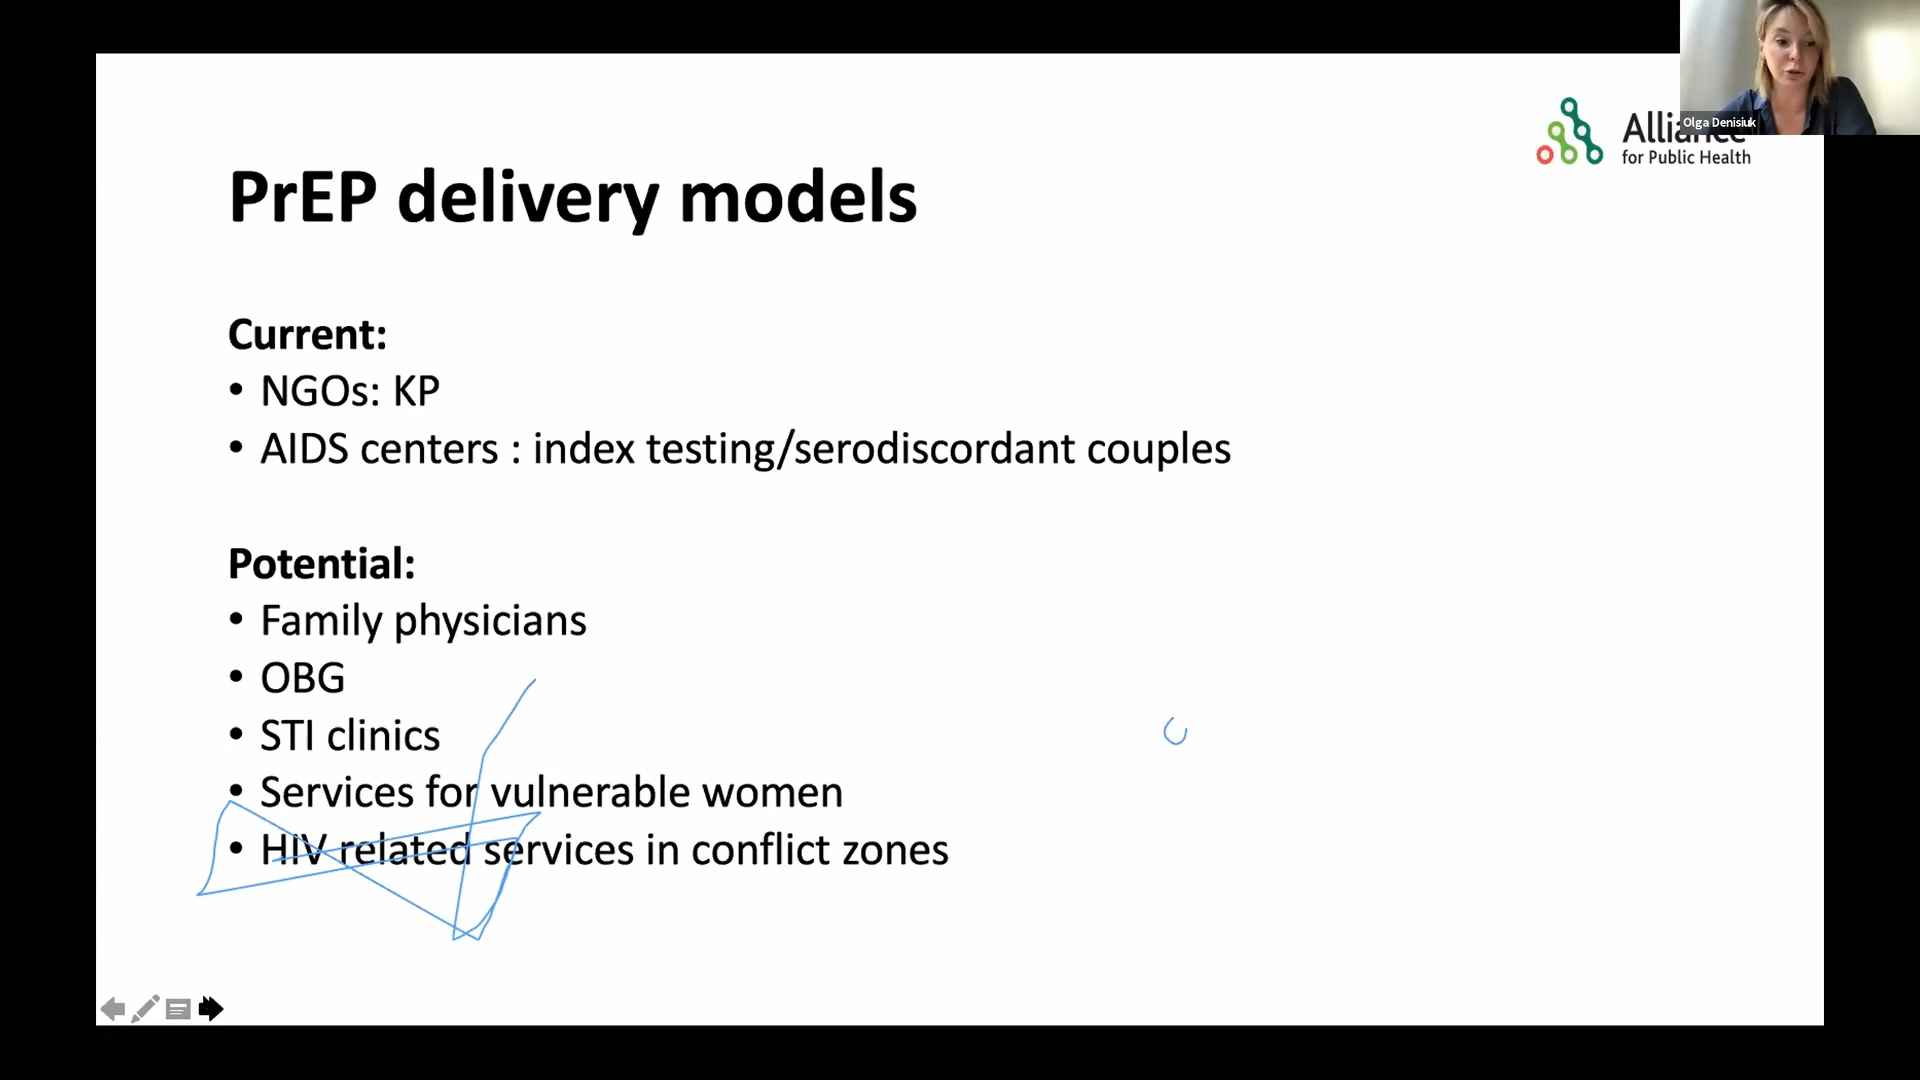 Olga Denisiuk
Alliance
for Public Health
PrEP delivery models
Current:
• NGOs: KP
• AIDS centers : index testing/serodiscordant couples
Potential:
• Family physicians
• OBG
• STI clinics
• Services for vulnerable women
• HIV related services in conflict zones